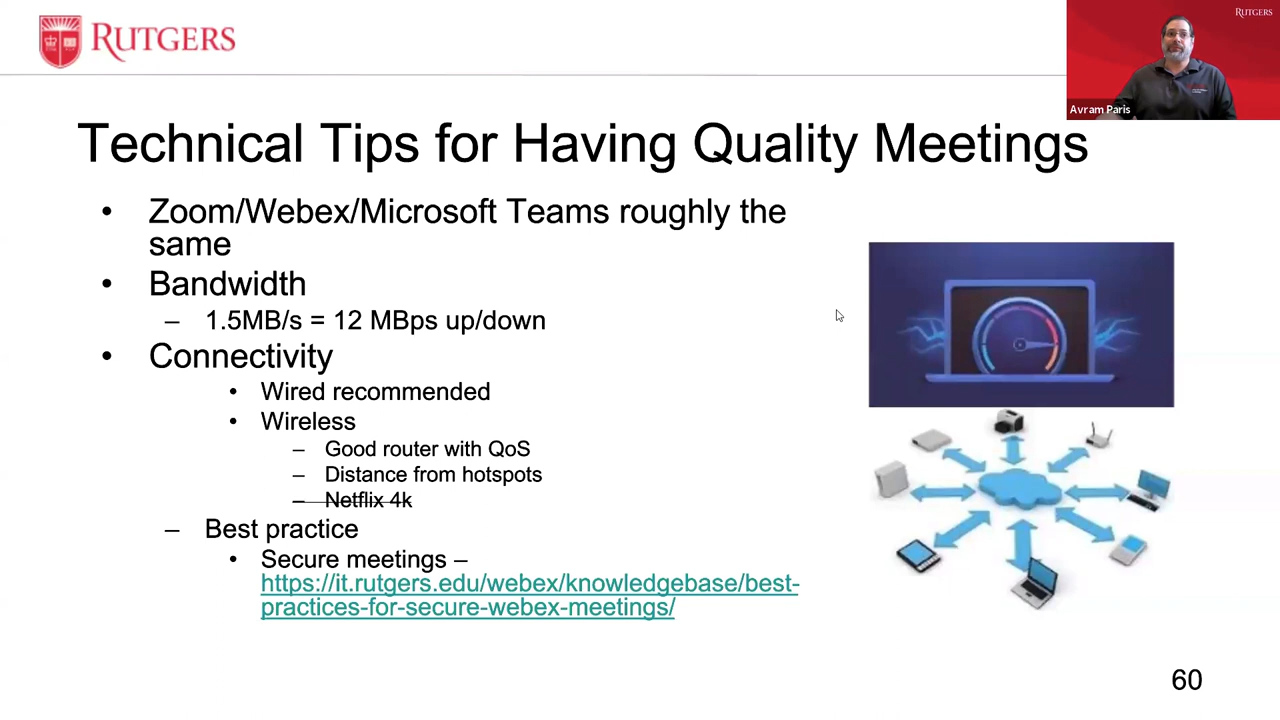 RUTGERS
RUTGERS
Avram Paris
Technical Tips for Having Quality Meetings
• Zoom/Webex/Microsoft Teams roughly the
same
• Bandwidth
– 1.5MB/s = 12 MBps up/down
• Connectivity
• Wired recommended
• Wireless
– Good router with QoS
– Distance from hotspots
– Netflix 4k
– Best practice
• Secure meetings –
https://it.rutgers.edu/webex/knowledgebase/best-
practices-for-secure-webex-meetings/
60